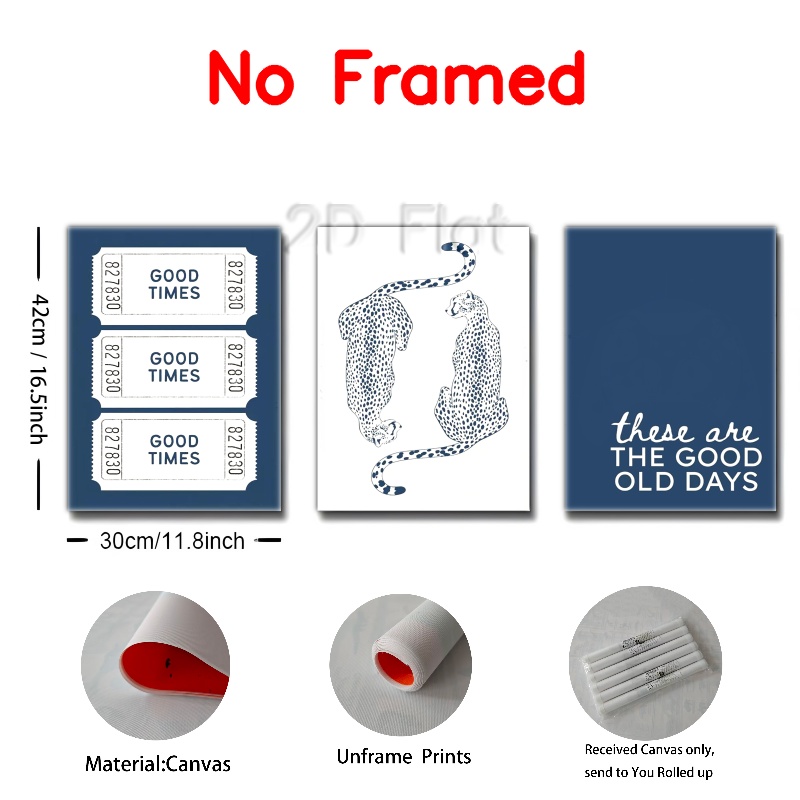 No Framed
2D Flat
42cm / 16.5inch
827830
GOOD
TIMES
827830
827830
GOOD
TIMES
827830
827830
GOOD
TIMES
827830
these are
THE GOOD
OLD DAYS
30cm/11.8inch
Material:Canvas
Unframe Prints
Received Canvas only,
send to You Rolled up